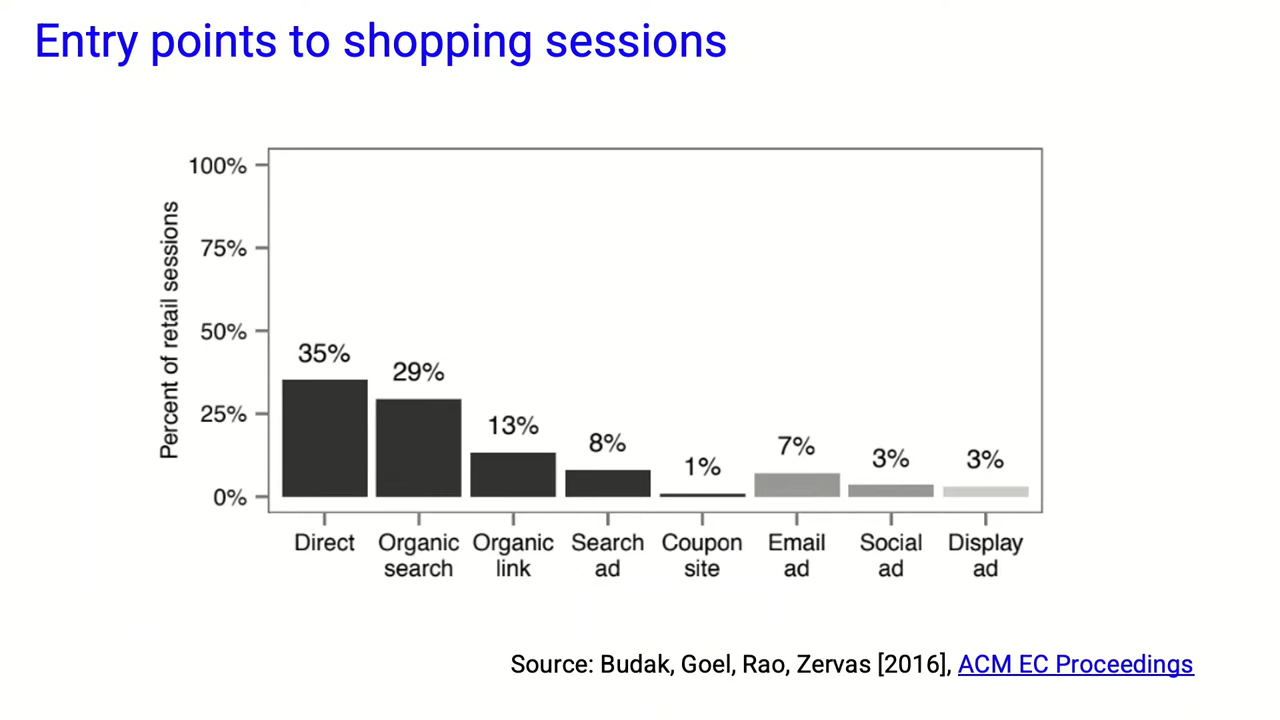 Entry points to shopping sessions
Percent of retail sessions
100%
75%
50%
25%
0%
35%
29%
13%
8%
1%
7%
3%
3%
Direct
Organic search
Organic link
Search ad
Coupon site
Email ad
Social ad
Display ad
Source: Budak, Goel, Rao, Zervas [2016], ACM EC Proceedings